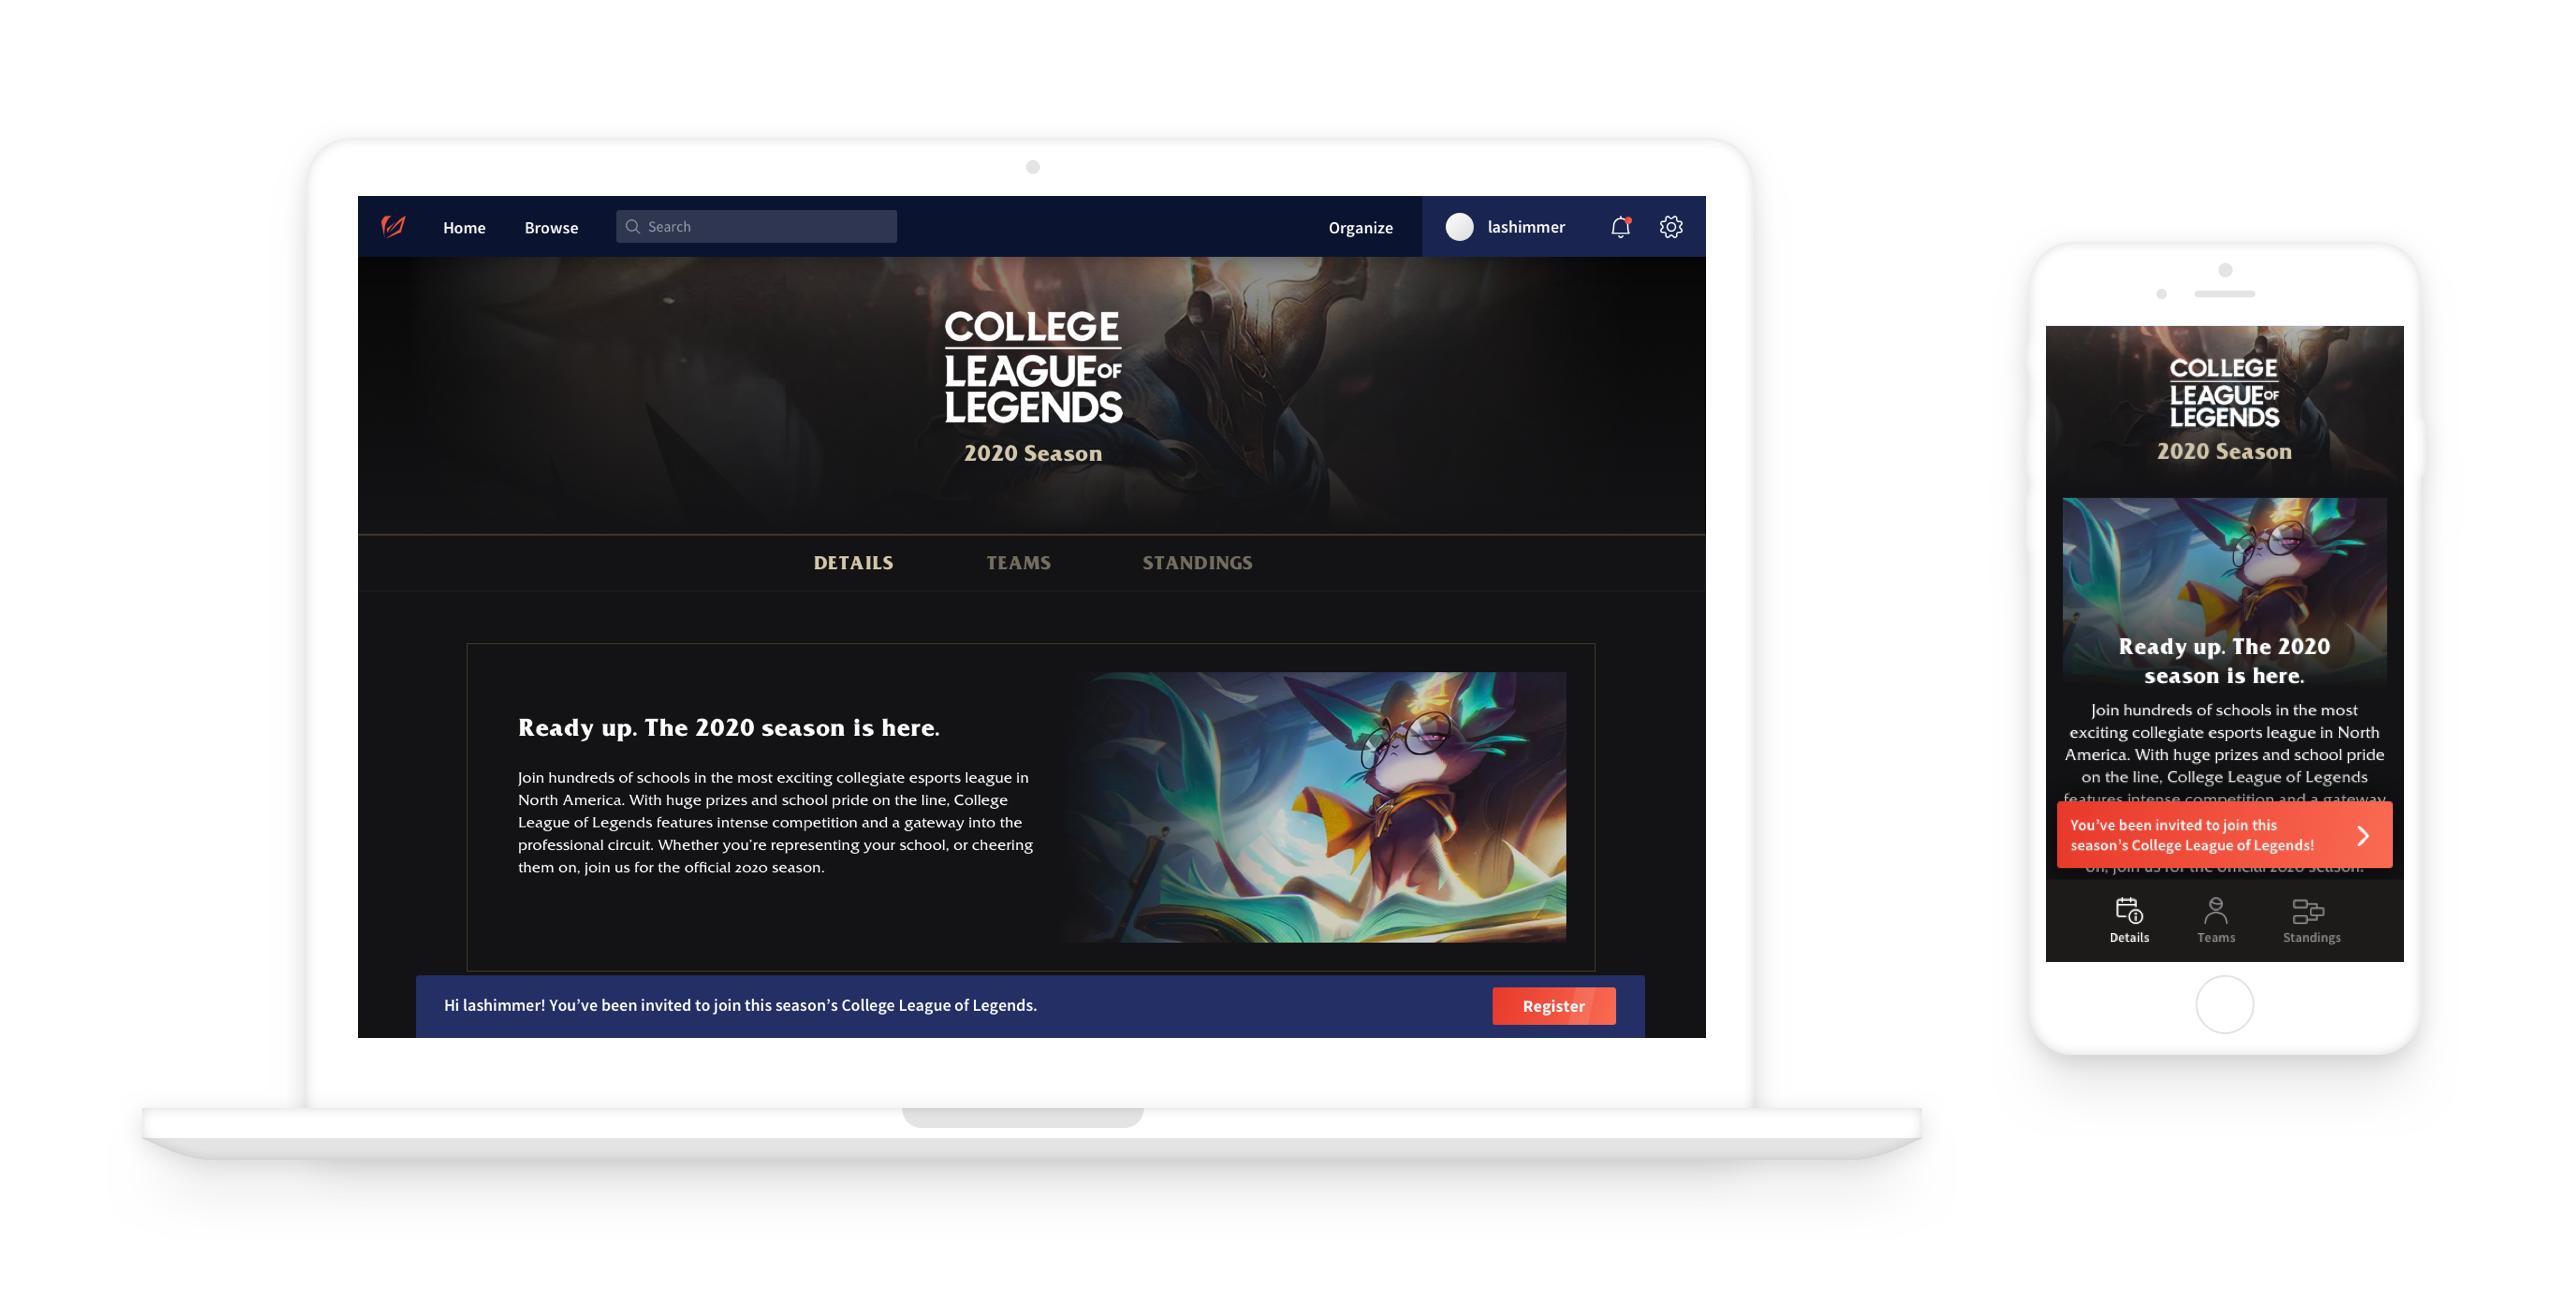 Home Browse Search Organize lashimmer
COLLEGE
LEAGUE OF
LEGENDS
2020 Season
DETAILS TEAMS STANDINGS
Ready up. The 2020 season is here.
Join hundreds of schools in the most exciting collegiate esports league in
North America. With huge prizes and school pride on the line, College
League of Legends features intense competition and a gateway into the
professional circuit. Whether you’re representing your school, or cheering
them on, join us for the official 2020 season.
Hi lashimmer! You’ve been invited to join this season’s College League of Legends.
Register
COLLEGE
LEAGUE OF
LEGENDS
2020 Season
Ready up. The 2020
season is here.
Join hundreds of schools in the most
exciting collegiate esports league in North
America. With huge prizes and school pride
on the line, College League of Legends
features intense competition and a gateway
You’ve been invited to join this
season’s College League of Legends!
on, join us for the official 2020 season.
Details Teams Standings